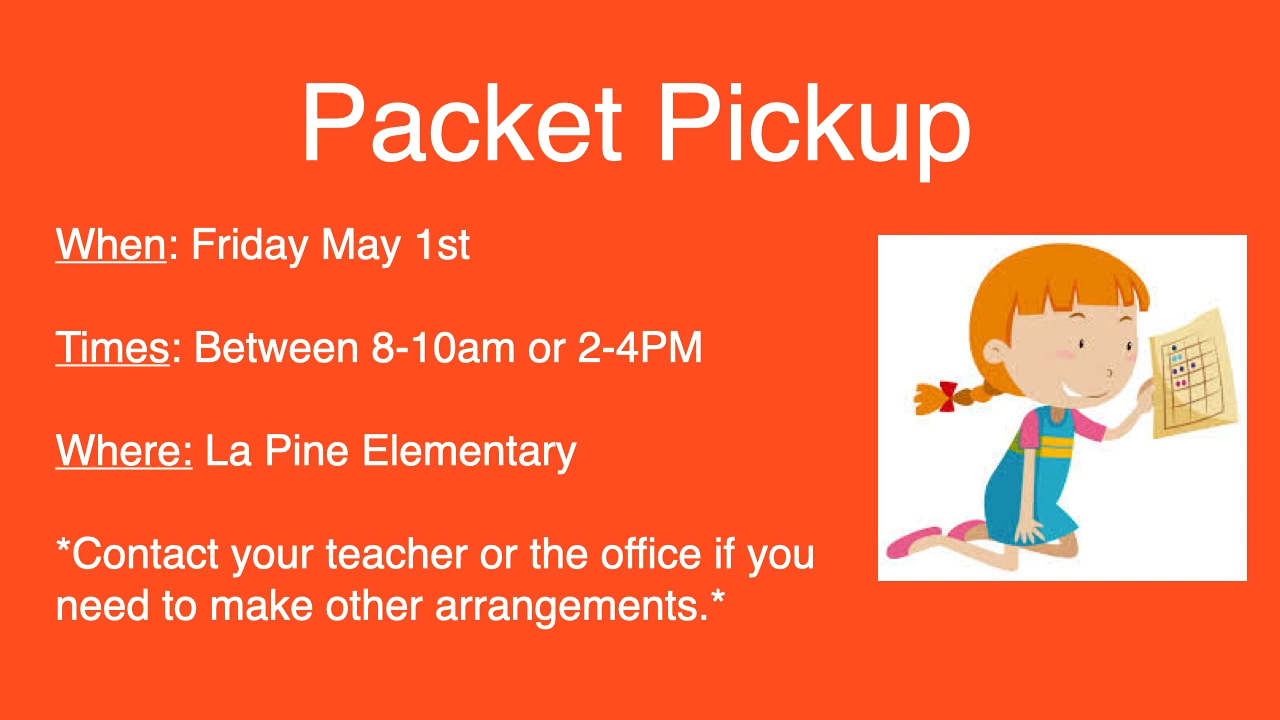 Packet Pickup
When: Friday May 1st
Times: Between 8-10am or 2-4PM
Where: La Pine Elementary
*Contact your teacher or the office if you
need to make other arrangements.*